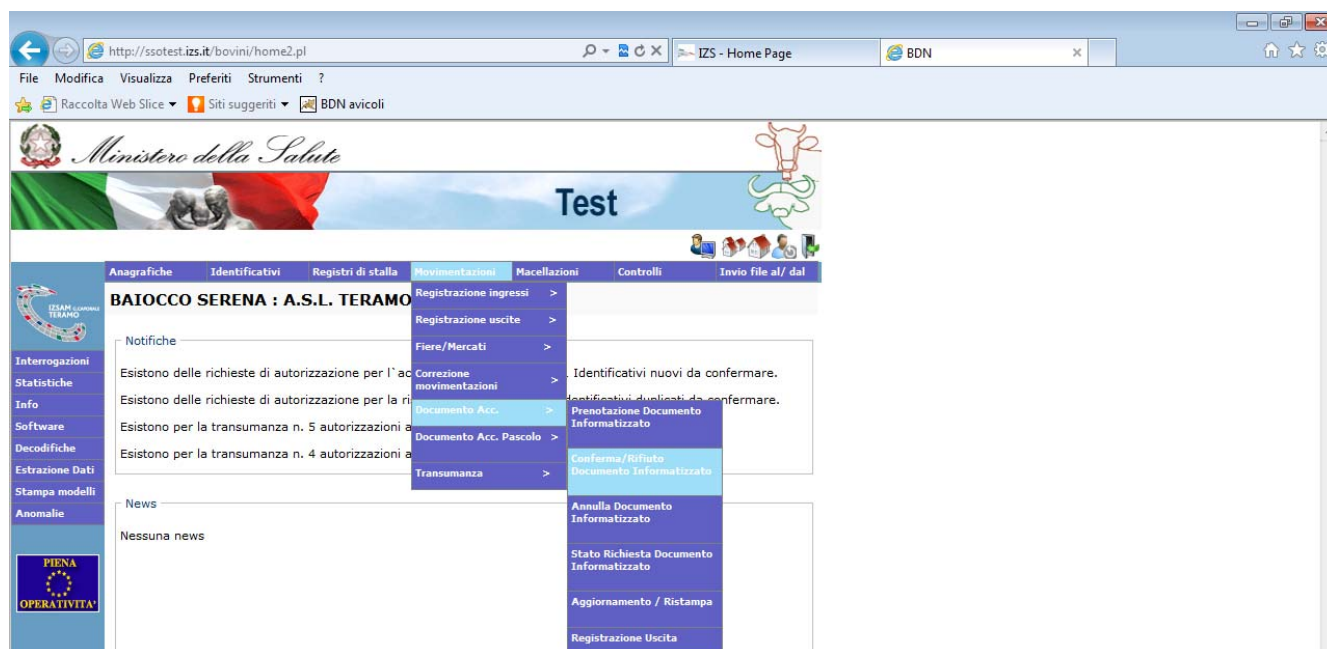 http://ssotest.izs.it/bovini/home2.pl
IZS - Home Page
BDN
File Modifica Visualizza Preferiti Strumenti ?
Raccolta Web Slice
Siti suggeriti
BDN avicoli
Ministero della Salute
Test
Anagrafiche Identificativi Registri di stalla Movimentazioni Macellazioni Controlli Invio file al/ dal
IZSAM G.CAPORALE
TERAMO
BAIOCCO SERENA : A.S.L. TERAMO
Interrogazioni
Statistiche
Info
Software
Decodifiche
Estrazione Dati
Stampa modelli
Anomalie
PIENA
OPERATIVITA'
Notifiche
Esistono delle richieste di autorizzazione per l`ac . Identificativi nuovi da confermare.
Esistono delle richieste di autorizzazione per la ri Identificativi duplicati da confermare.
Esistono per la transumanza n. 5 autorizzazioni a
Esistono per la transumanza n. 4 autorizzazioni a
News
Nessuna news
Registrazione ingressi >
Registrazione uscite >
Fiere/Mercati >
Correzione
movimentazioni >
Documento Acc. >
Documento Acc. Pascolo >
Transumanza >
Prenotazione Documento
Informatizzato
Conferma/Rifiuto
Documento Informatizzato
Annulla Documento
Informatizzato
Stato Richiesta Documento
Informatizzato
Aggiornamento / Ristampa
Registrazione Uscita